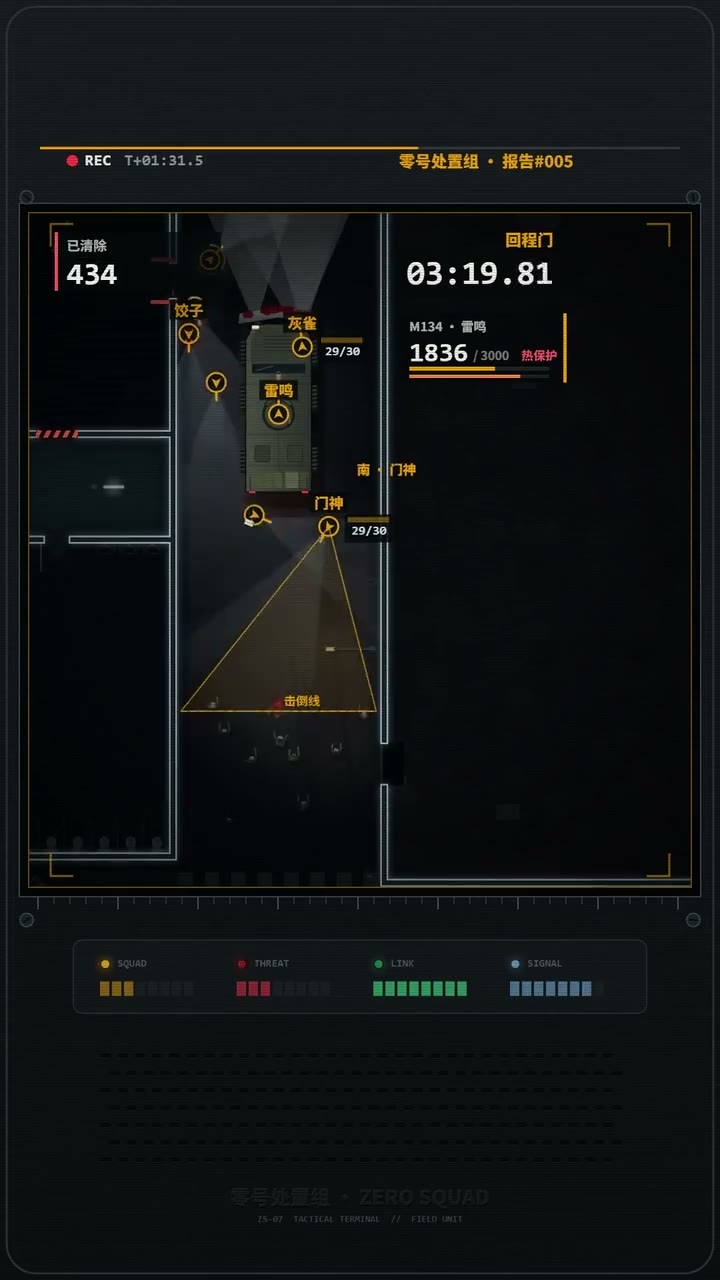 REC T+01:31.5
零号处置组 • 报告#005
已清除
434
回程门
03:19.81
M134 • 雷鸣
1836 / 3000 热保护
饺子
灰雀
29/30
雷鸣
南 · 门神
门神
29/30
击倒线
SQUAD
THREAT
LINK
SIGNAL
零号处置组 • ZERO SQUAD
ZS-07 TACTICAL TERMINAL // FIELD UNIT